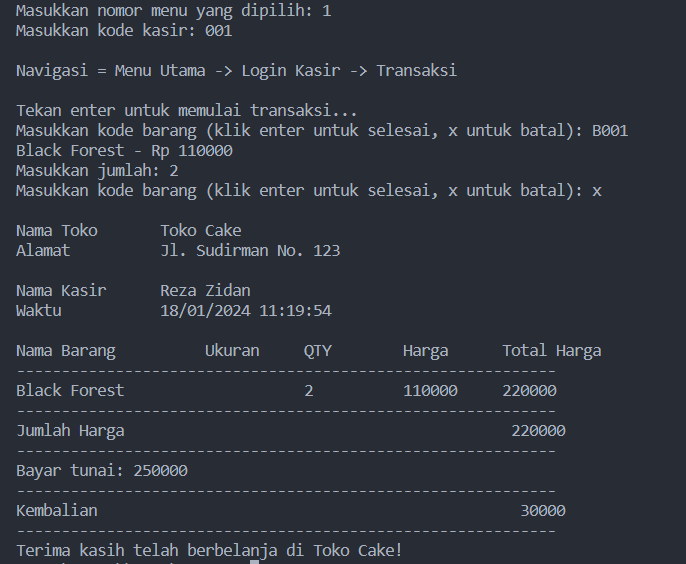 Masukkan nomor menu yang dipilih: 1
Masukkan kode kasir: 001
Navigasi = Menu Utama -> Login Kasir -> Transaksi
Tekan enter untuk memulai transaksi...
Masukkan kode barang (klik enter untuk selesai, x untuk batal): B001
Black Forest - Rp 110000
Masukkan jumlah: 2
Masukkan kode barang (klik enter untuk selesai, x untuk batal): x
Nama Toko       Toko Cake
Alamat          Jl. Sudirman No. 123
Nama Kasir      Reza Zidan
Waktu           18/01/2024 11:19:54
Nama Barang          Ukuran     QTY        Harga      Total Harga
------------------------------------------------------------
Black Forest                    2          110000     220000
------------------------------------------------------------
Jumlah Harga                                           220000
------------------------------------------------------------
Bayar tunai: 250000
------------------------------------------------------------
Kembalian                                               30000
------------------------------------------------------------
Terima kasih telah berbelanja di Toko Cake!